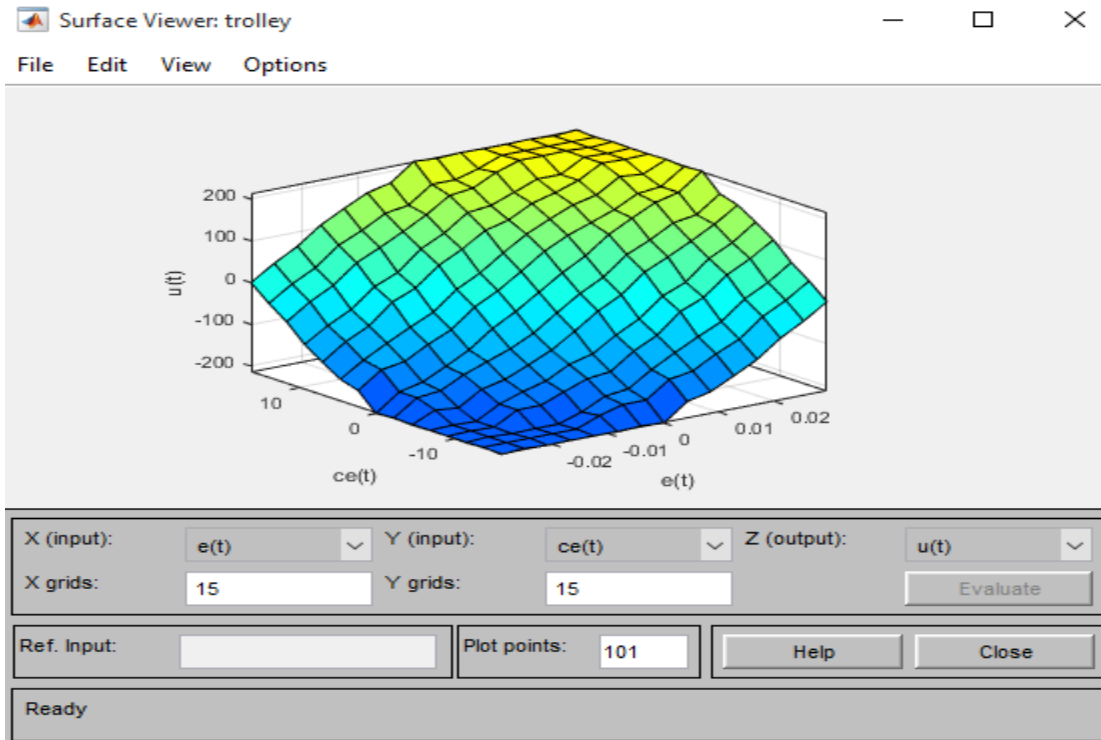 Surface Viewer: trolley
File Edit View Options
200
100
0
-100
-200
u(t)
10
0
-10
ce(t)
-0.02
-0.01
0
0.01
0.02
e(t)
X (input): e(t) Y (input): ce(t) Z (output): u(t)
X grids: 15 Y grids: 15 Evaluate
Ref. Input: Plot points: 101 Help Close
Ready